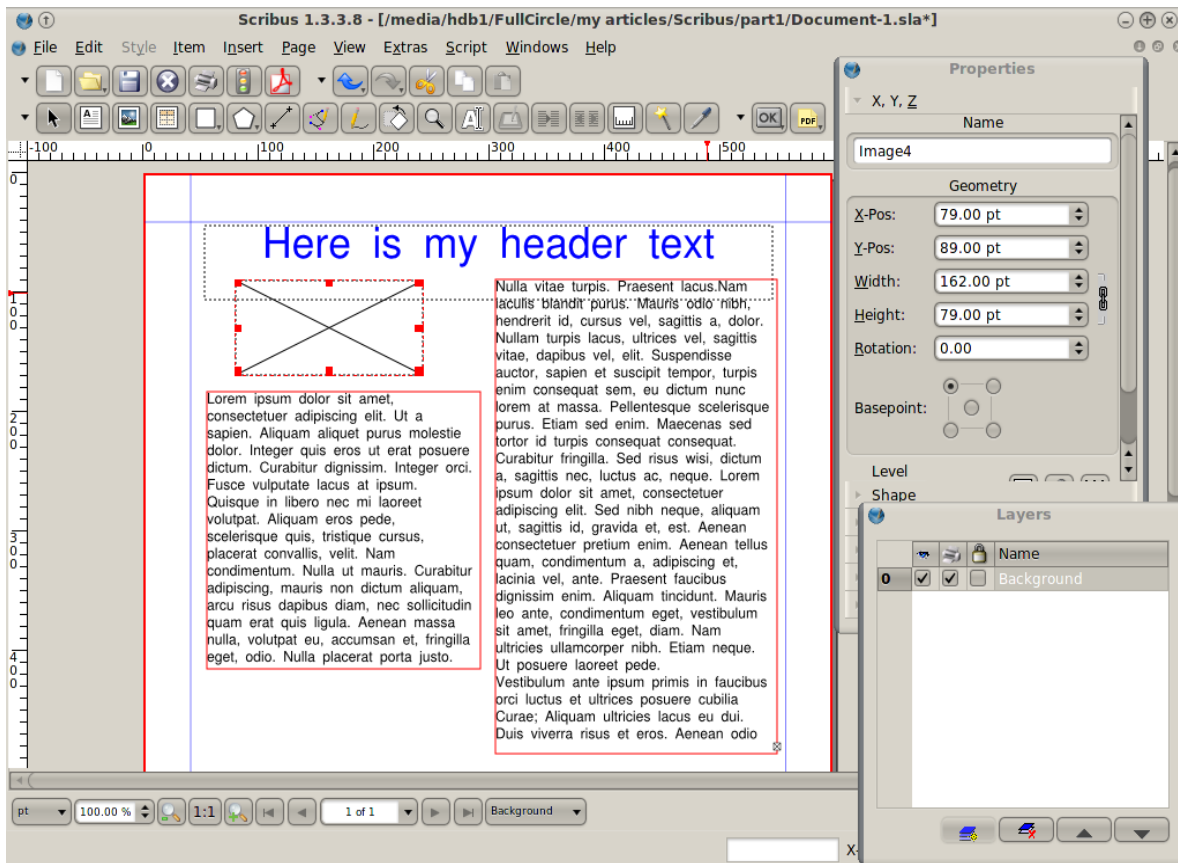 Scribus 1.3.3.8 - [/media/hdb1/FullCircle/my articles/Scribus/part1/Document-1.sla*]
File Edit Style Item Insert Page View Extras Script Windows Help
PDF
OK
-100 0 100 200 300 400 500
0
100
200
300
400
Here is my header text
Lorem ipsum dolor sit amet,
consectetuer adipiscing elit. Ut a
sapien. Aliquam aliquet purus molestie
dolor. Integer quis eros ut erat posuere
dictum. Curabitur dignissim. Integer orci.
Fusce vulputate lacus at ipsum.
Quisque in libero nec mi laoreet
volutpat. Aliquam eros pede,
scelerisque quis, tristique cursus,
placerat convallis, velit. Nam
condimentum. Nulla ut mauris. Curabitur
adipiscing, mauris non dictum aliquam,
arcu risus dapibus diam, nec sollicitudin
quam erat quis ligula. Aenean massa
nulla, volutpat eu, accumsan et, fringilla
eget, odio. Nulla placerat porta justo.
Nulla vitae turpis. Praesent lacus.Nam
iaculis blandit purus. Mauris odio nibh,
hendrerit id, cursus vel, sagittis a, dolor.
Nullam turpis lacus, ultrices vel, sagittis
vitae, dapibus vel, elit. Suspendisse
auctor, sapien et suscipit tempor, turpis
enim consequat sem, eu dictum nunc
lorem at massa. Pellentesque scelerisque
purus. Etiam sed enim. Maecenas sed
tortor id turpis consequat consequat.
Curabitur fringilla. Sed risus wisi, dictum
a, sagittis nec, luctus ac, neque. Lorem
ipsum dolor sit amet, consectetuer
adipiscing elit. Sed nibh neque, aliquam
ut, sagittis id, gravida et, est. Aenean
consectetuer pretium enim. Aenean tellus
quam, condimentum a, adipiscing et,
lacinia vel, ante. Praesent faucibus
dignissim enim. Aliquam tincidunt. Mauris
leo ante, condimentum eget, vestibulum
sit amet, fringilla eget, diam. Nam
ultricies ullamcorper nibh. Etiam neque.
Ut posuere laoreet pede.
Vestibulum ante ipsum primis in faucibus
orci luctus et ultrices posuere cubilia
Curae; Aliquam ultricies lacus eu dui.
Duis viverra risus et eros. Aenean odio
Properties
X, Y, Z
Name
Image4
Geometry
X-Pos: 79.00 pt
Y-Pos: 89.00 pt
Width: 162.00 pt
Height: 79.00 pt
Rotation: 0.00
Basepoint:
Level
Shape
Layers
Name
0 Background
pt 100.00 % 1:1 1 of 1 Background
X-